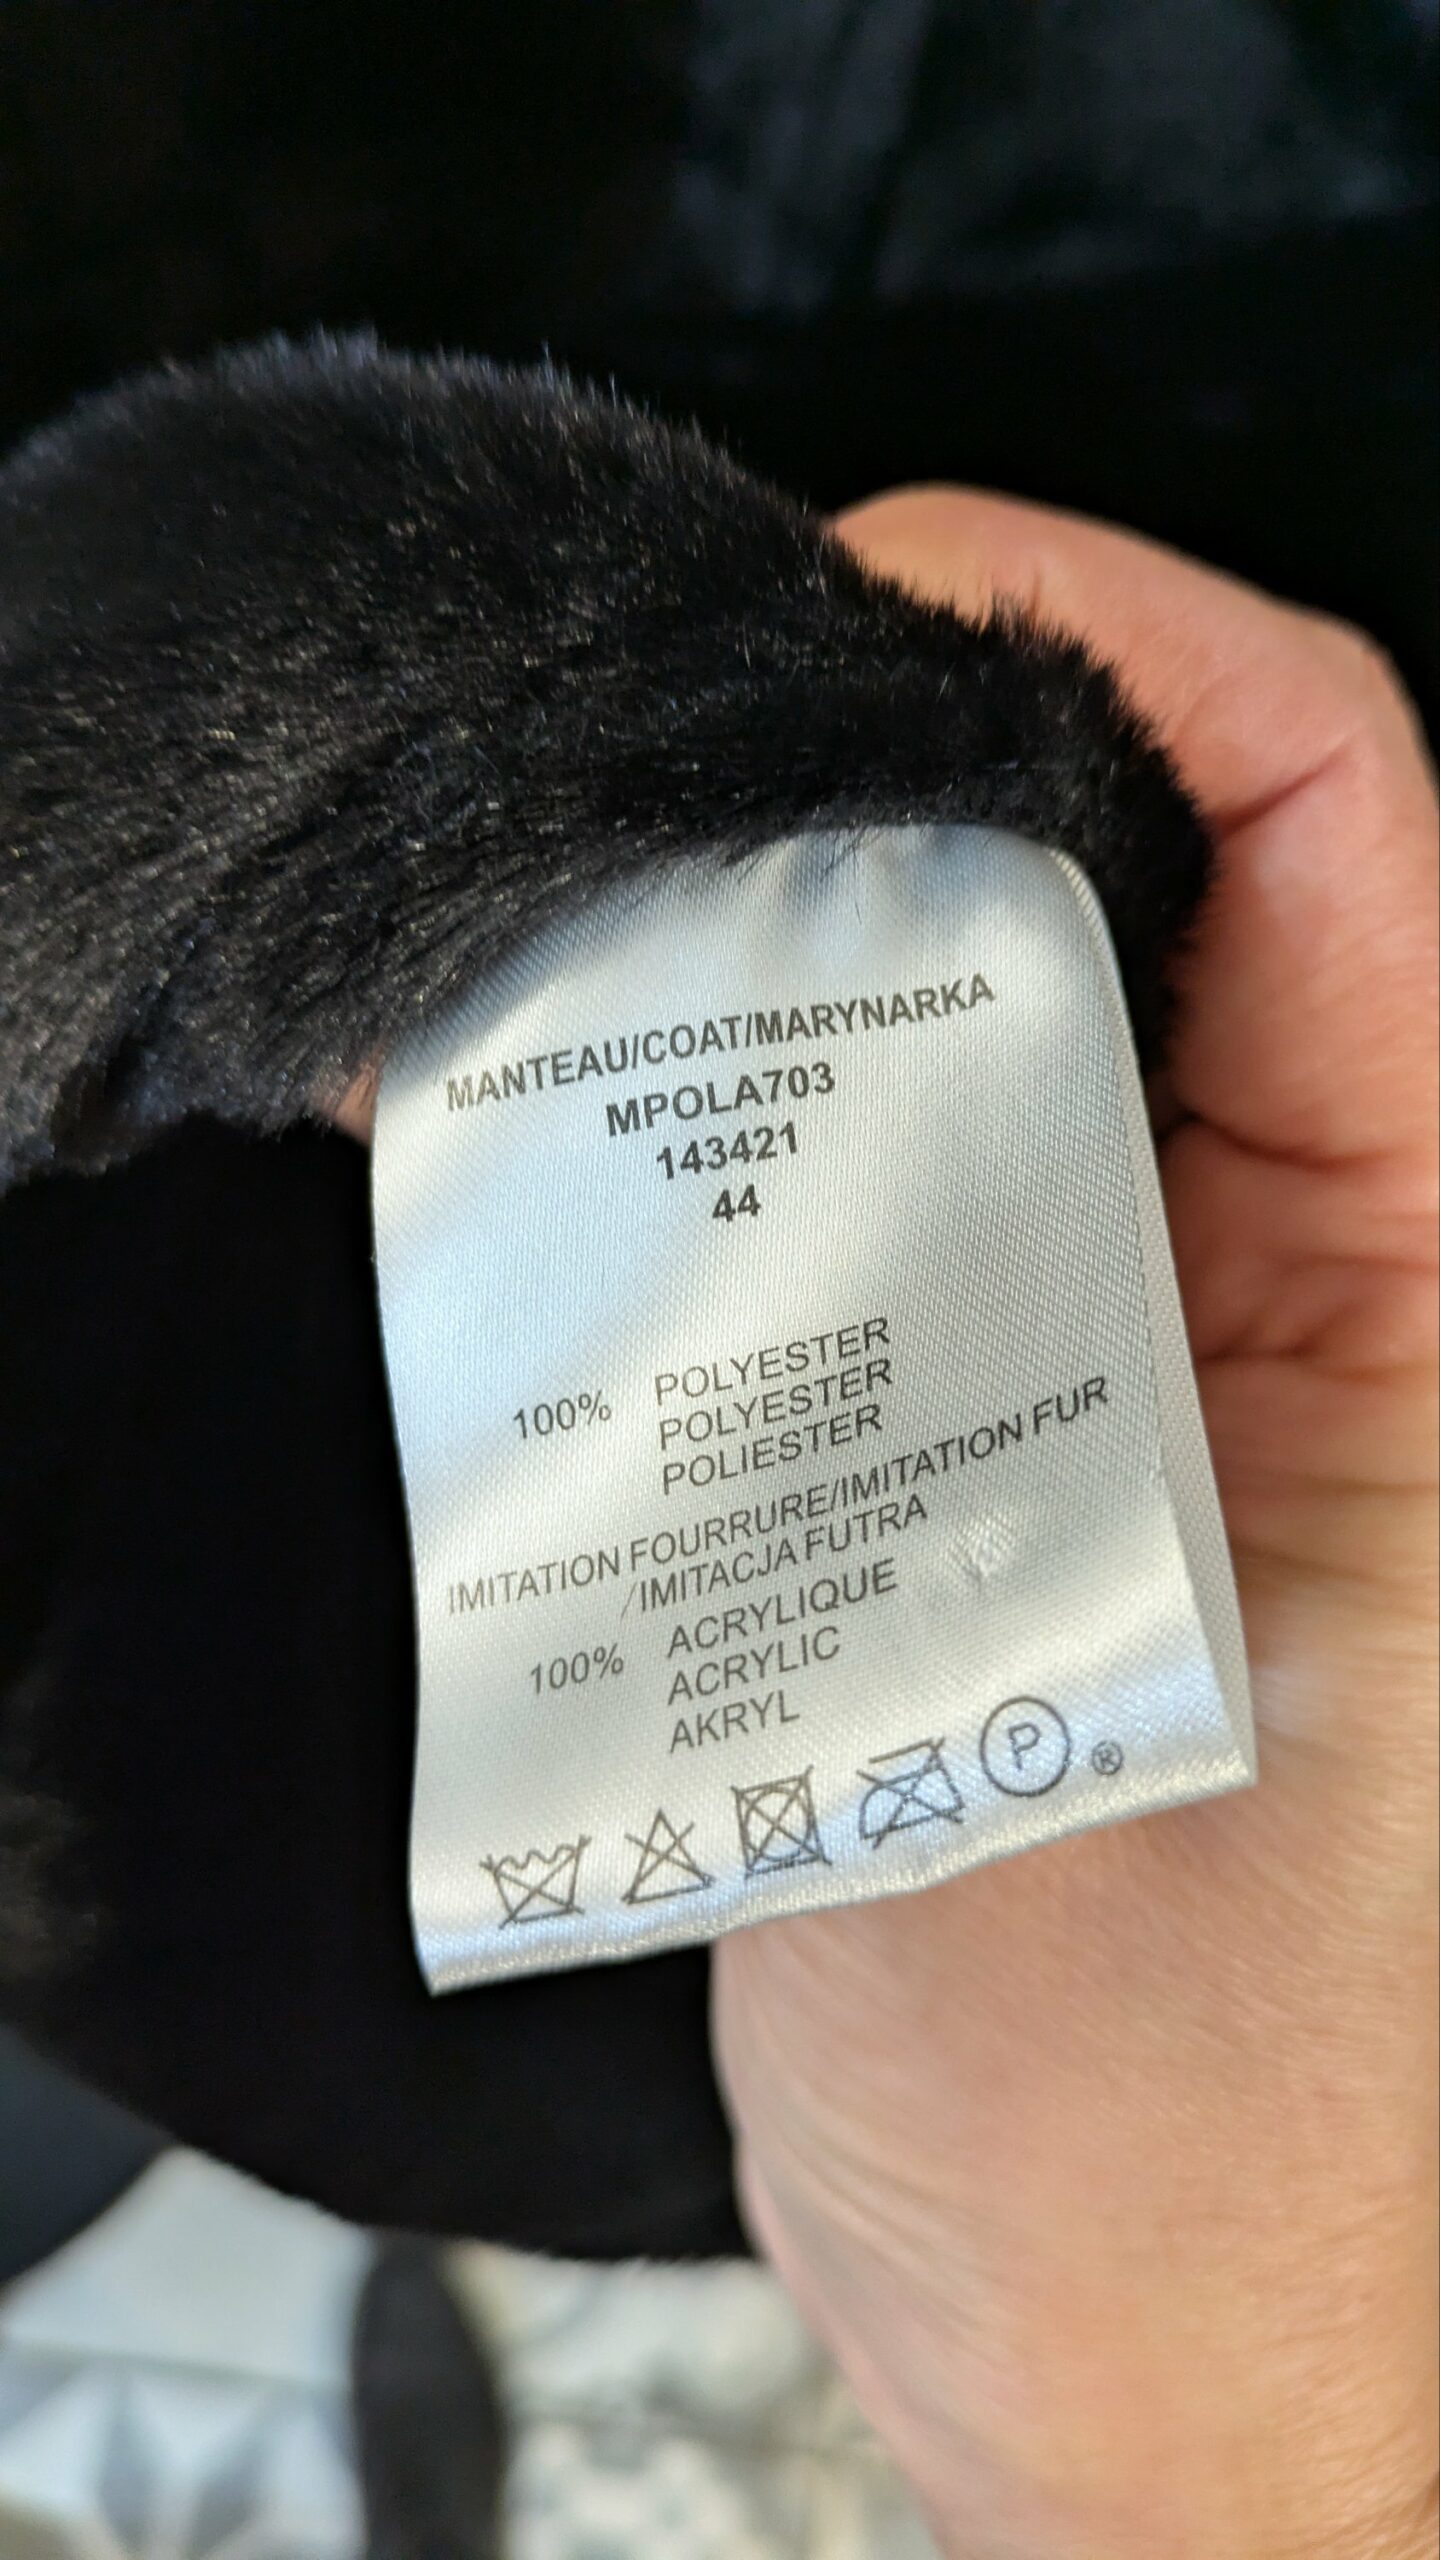 MANTEAU/COAT/MARYNARKA
MPOLA703
143421
44
100% POLYESTER
POLYESTER
POLIESTER
IMITATION FOURRURE/IMITATION FUR
/IMITACJA FUTRA
100% ACRYLIQUE
ACRYLIC
AKRYL
P ®